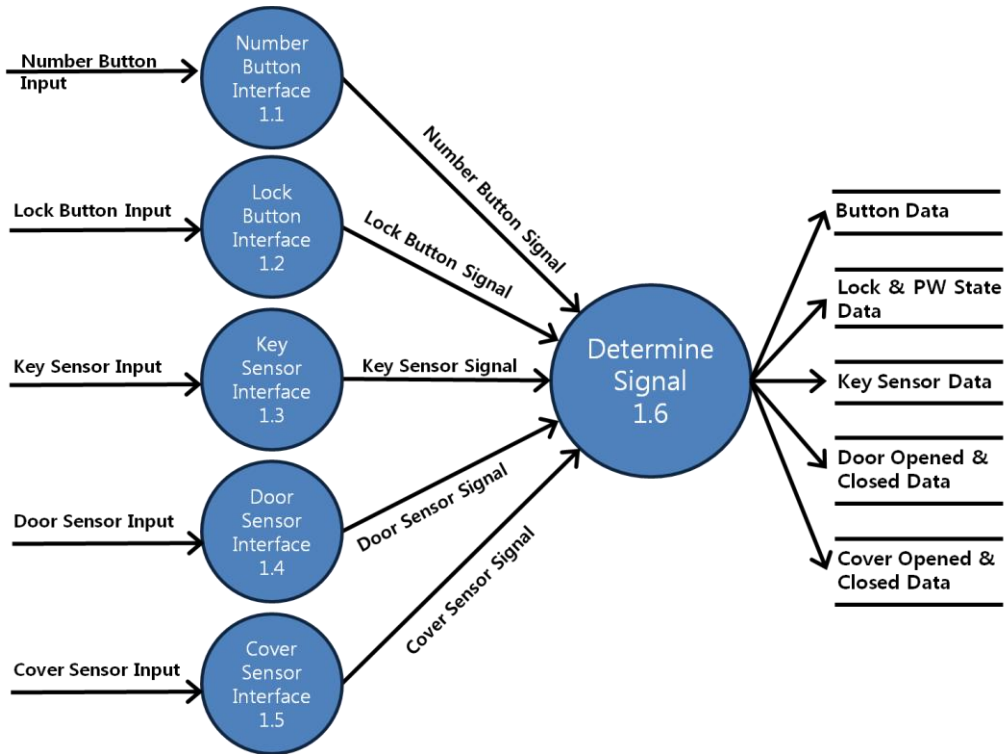 Number Button
Input
Number
Button
Interface
1.1
Number Button Signal
Lock Button Input
Lock
Button
Interface
1.2
Lock Button Signal
Key Sensor Input
Key
Sensor
Interface
1.3
Key Sensor Signal
Door Sensor Input
Door
Sensor
Interface
1.4
Door Sensor Signal
Cover Sensor Input
Cover
Sensor
Interface
1.5
Cover Sensor Signal
Determine
Signal
1.6
Button Data
Lock & PW State
Data
Key Sensor Data
Door Opened &
Closed Data
Cover Opened &
Closed Data